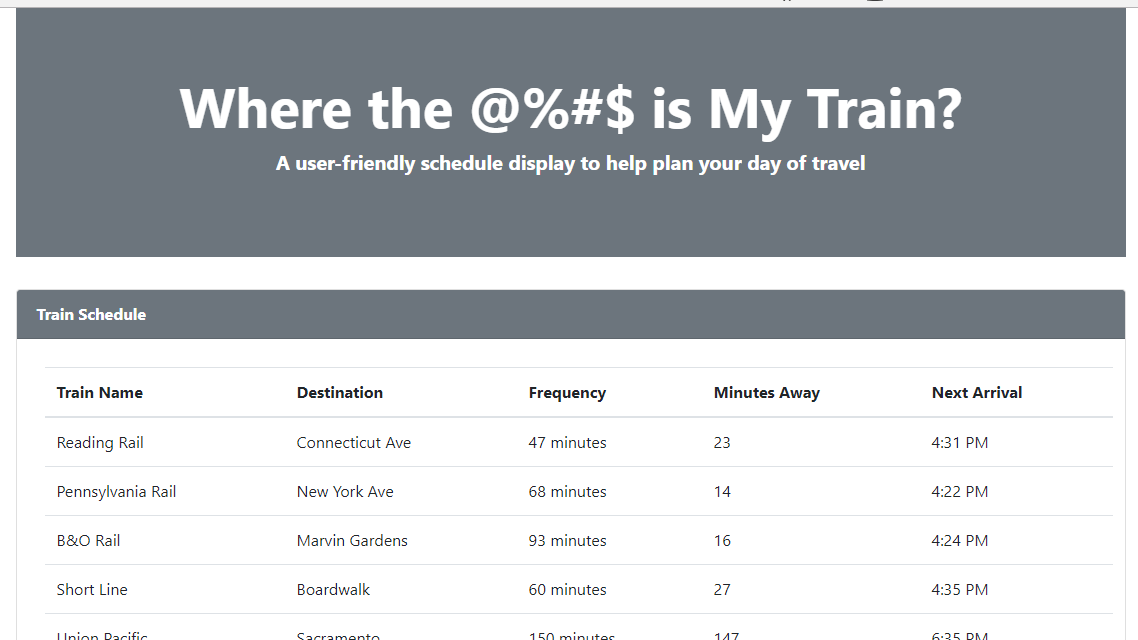 Where the @%#$ is My Train?
A user-friendly schedule display to help plan your day of travel
Train Schedule
Train Name Destination Frequency Minutes Away Next Arrival
Reading Rail Connecticut Ave 47 minutes 23 4:31 PM
Pennsylvania Rail New York Ave 68 minutes 14 4:22 PM
B&O Rail Marvin Gardens 93 minutes 16 4:24 PM
Short Line Boardwalk 60 minutes 27 4:35 PM
Union Pacific Sacramento 150 minutes 147 6:35 PM